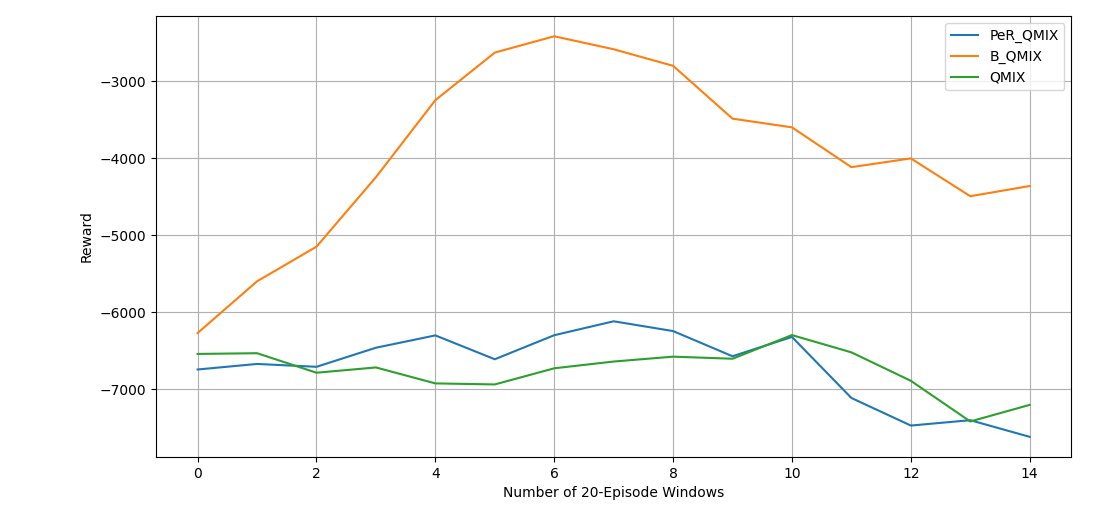 PeR_QMIX
B_QMIX
QMIX
−3000
−4000
−5000
−6000
−7000
Reward
0 2 4 6 8 10 12 14
Number of 20-Episode Windows